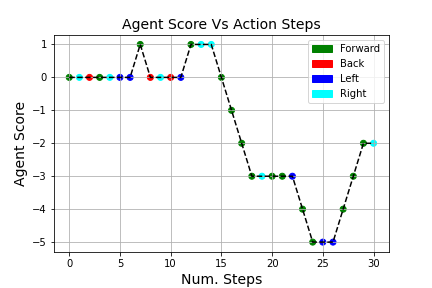 Agent Score Vs Action Steps
1
0
−1
−2
−3
−4
−5
Agent Score
Forward
Back
Left
Right
0 5 10 15 20 25 30
Num. Steps